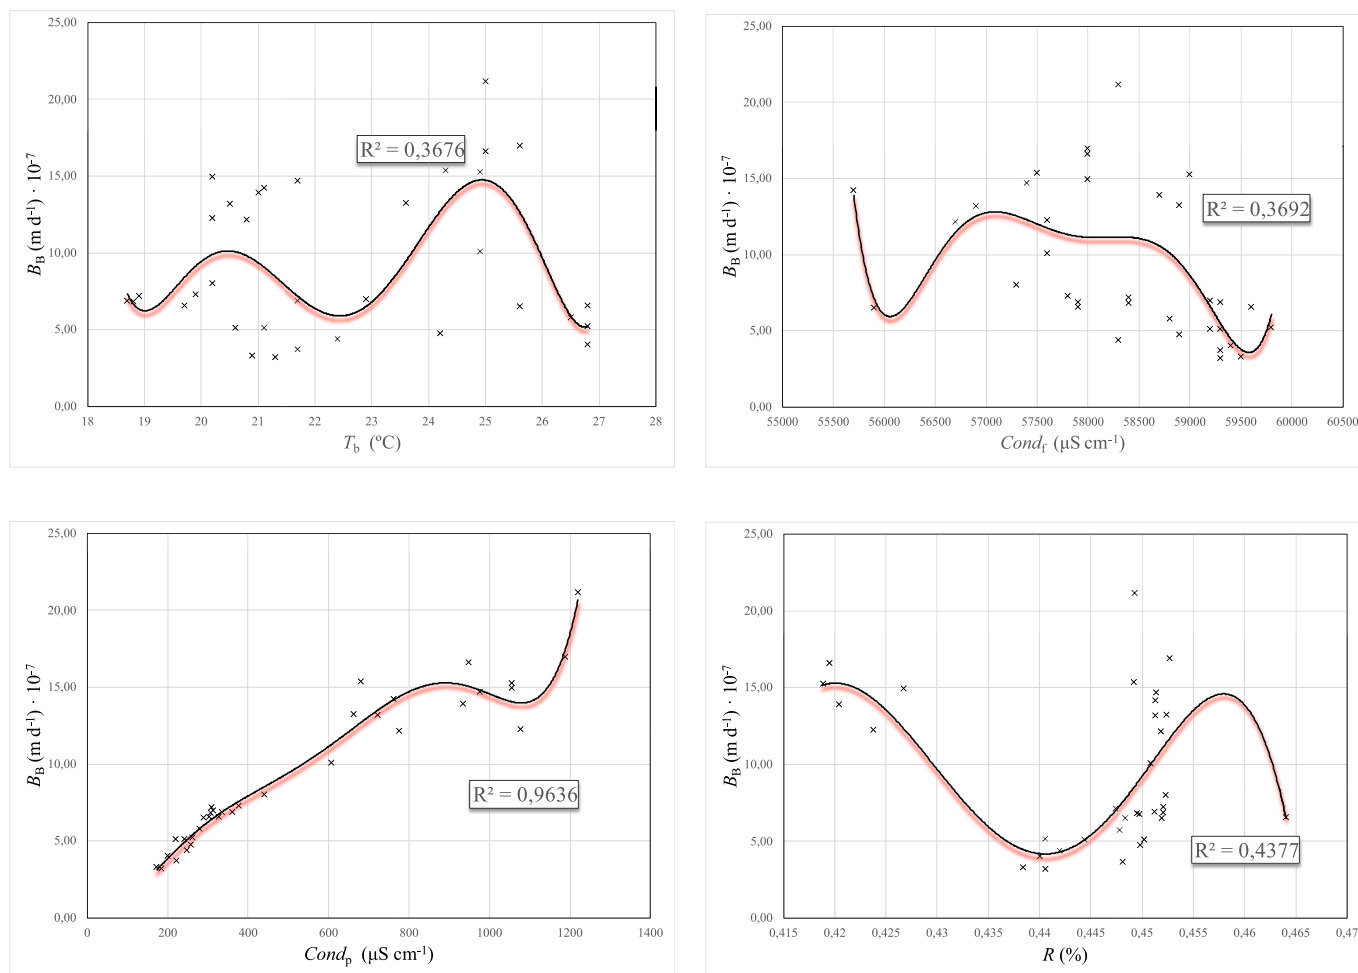 25,00
20,00
15,00
10,00
5,00
0,00
B_B (m d⁻¹) · 10⁻⁷
R² = 0,3676
18 19 20 21 22 23 24 25 26 27 28
T_b (ºC)
25,00
20,00
15,00
10,00
5,00
0,00
B_B (m d⁻¹) · 10⁻⁷
R² = 0,3692
55000 55500 56000 56500 57000 57500 58000 58500 59000 59500 60000 60500
Cond_f (µS cm⁻¹)
25,00
20,00
15,00
10,00
5,00
0,00
B_B (m d⁻¹) · 10⁻⁷
R² = 0,9636
0 200 400 600 800 1000 1200 1400
Cond_p (µS cm⁻¹)
25,00
20,00
15,00
10,00
5,00
0,00
B_B (m d⁻¹) · 10⁻⁷
R² = 0,4377
0,415 0,42 0,425 0,43 0,435 0,44 0,445 0,45 0,455 0,46 0,465 0,47
R (%)